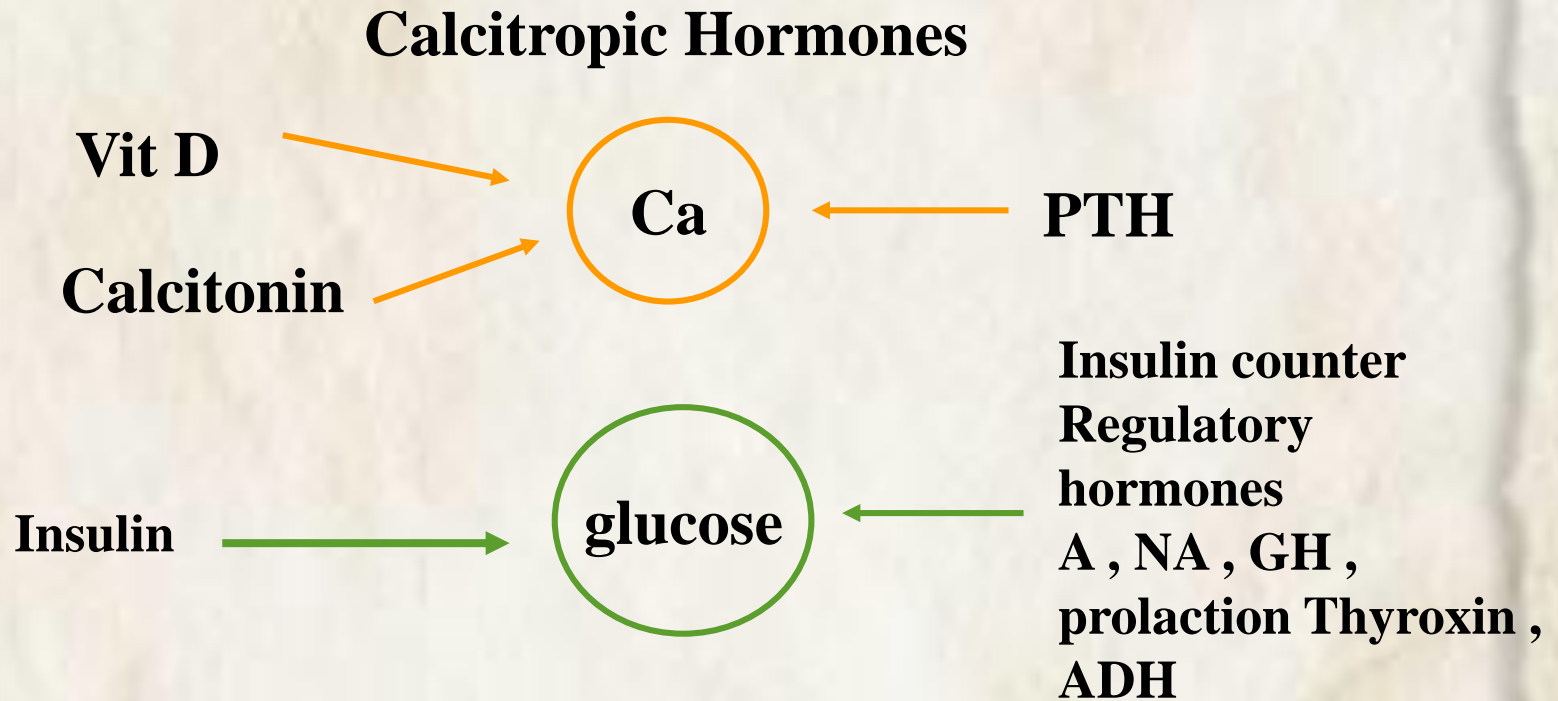 Calcitropic Hormones
Vit D
Ca
PTH
Calcitonin
Insulin
glucose
Insulin counter
Regulatory
hormones
A , NA , GH ,
prolaction Thyroxin ,
ADH